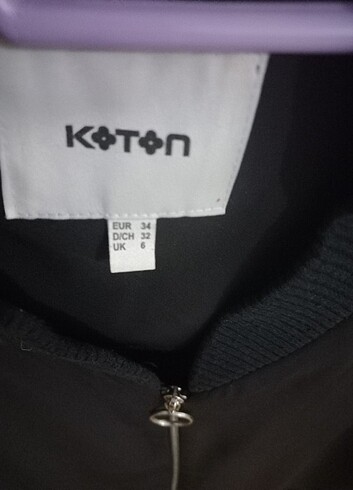 KOTON
EUR 34
D/CH 32
UK 6